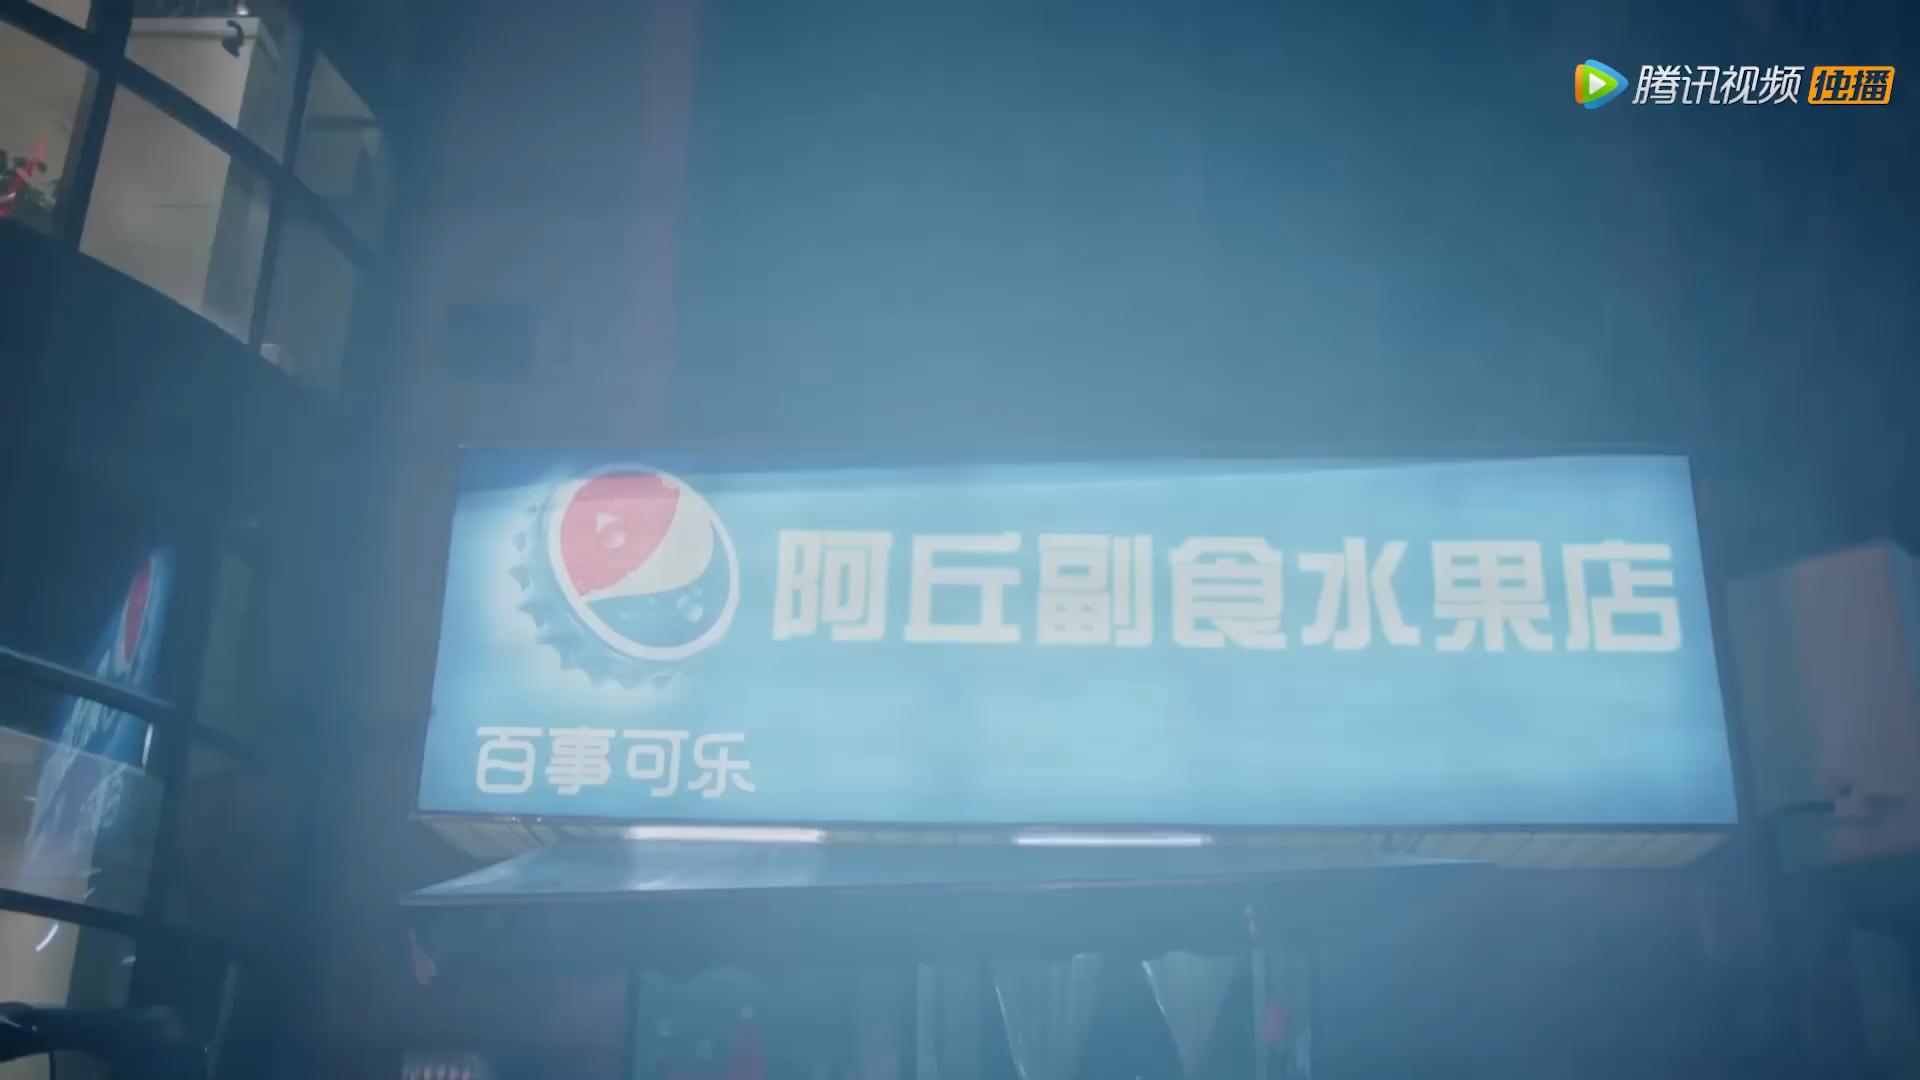 腾讯视频 独播
阿丘副食水果店
百事可乐